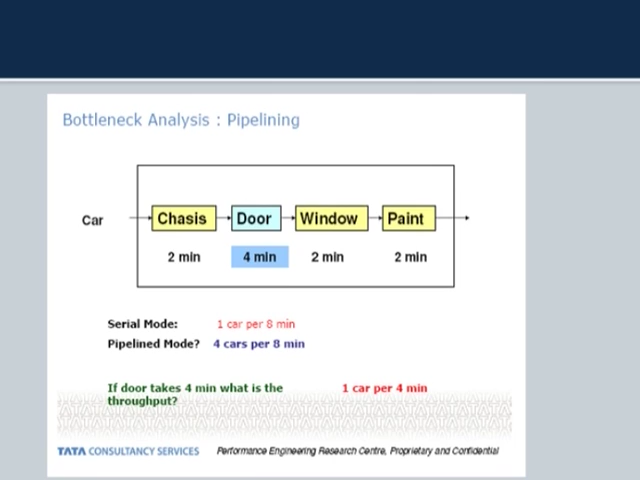 Bottleneck Analysis : Pipelining
Car
Chasis
Door
Window
Paint
2 min
4 min
2 min
2 min
Serial Mode: 1 car per 8 min
Pipelined Mode? 4 cars per 8 min
If door takes 4 min what is the 1 car per 4 min
throughput?
TATA CONSULTANCY SERVICES Performance Engineering Research Centre, Proprietary and Confidential